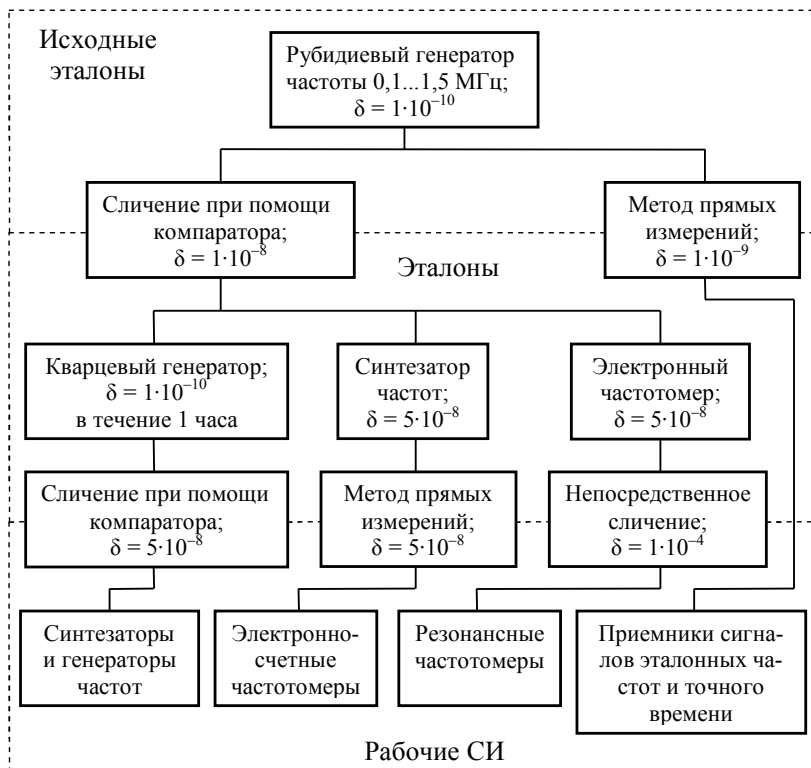 Исходные
эталоны
Рубидиевый генератор
частоты 0,1...1,5 МГц;
δ = 1·10⁻¹⁰
Сличение при помощи
компаратора;
δ = 1·10⁻⁸
Метод прямых
измерений;
δ = 1·10⁻⁹
Эталоны
Кварцевый генератор;
δ = 1·10⁻¹⁰
в течение 1 часа
Синтезатор
частот;
δ = 5·10⁻⁸
Электронный
частотомер;
δ = 5·10⁻⁸
Сличение при помощи
компаратора;
δ = 5·10⁻⁸
Метод прямых
измерений;
δ = 5·10⁻⁸
Непосредственное
сличение;
δ = 1·10⁻⁴
Синтезаторы
и генераторы
частот
Электронно-
счетные
частотомеры
Резонансные
частотомеры
Приемники сигна-
лов эталонных ча-
стот и точного
времени
Рабочие СИ